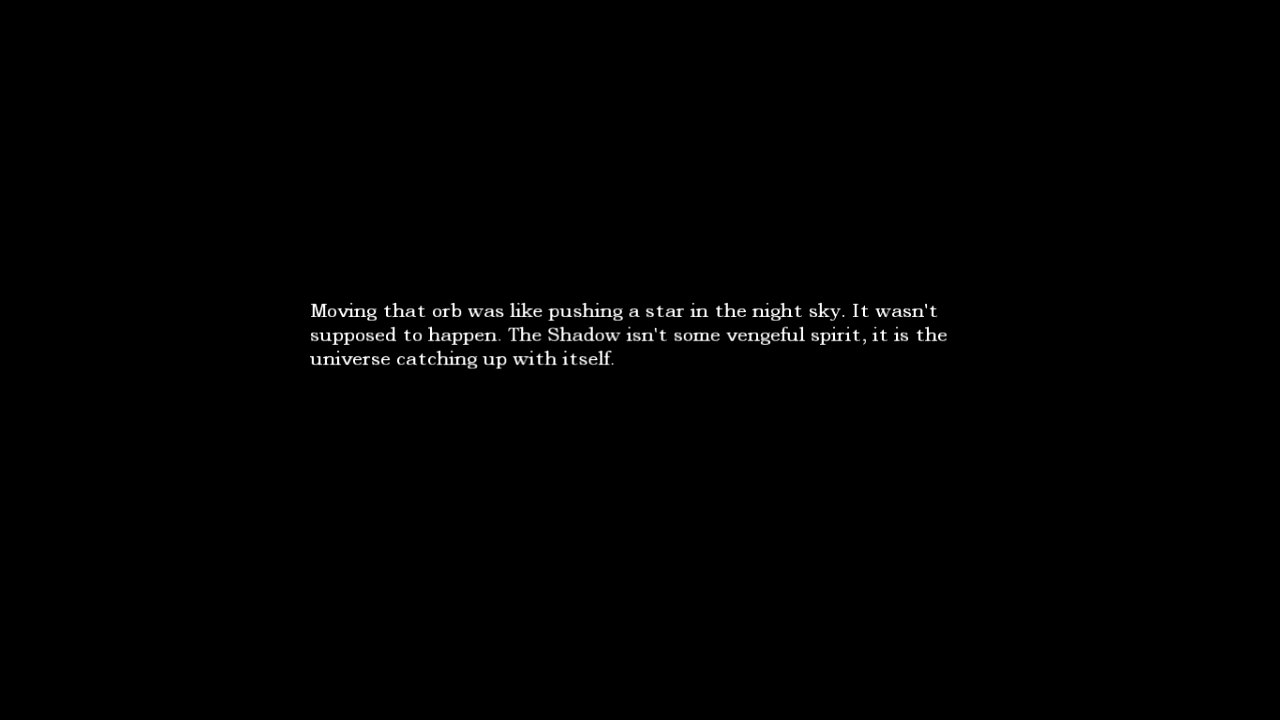 Moving that orb was like pushing a star in the night sky. It wasn't
supposed to happen. The Shadow isn't some vengeful spirit, it is the
universe catching up with itself.